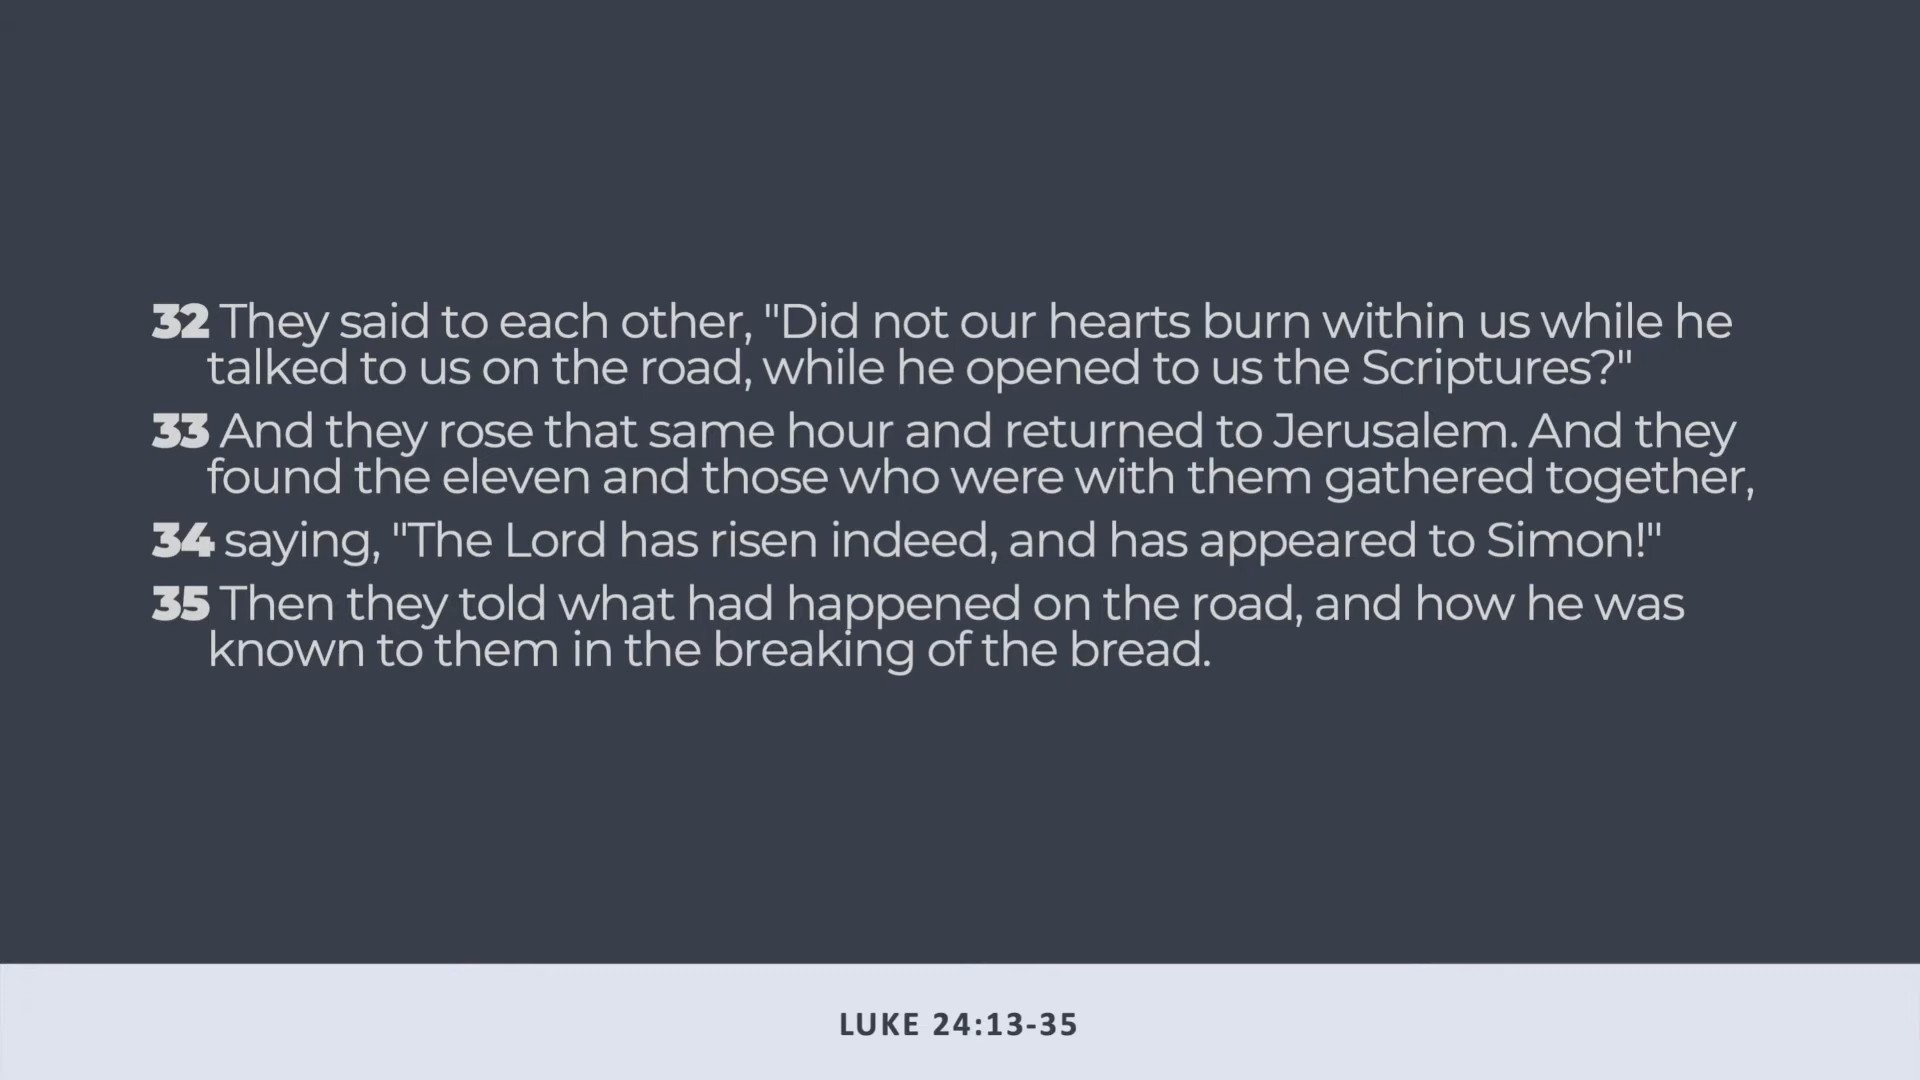 32 They said to each other, "Did not our hearts burn within us while he
talked to us on the road, while he opened to us the Scriptures?"
33 And they rose that same hour and returned to Jerusalem. And they
found the eleven and those who were with them gathered together,
34 saying, "The Lord has risen indeed, and has appeared to Simon!"
35 Then they told what had happened on the road, and how he was
known to them in the breaking of the bread.
LUKE 24:13-35